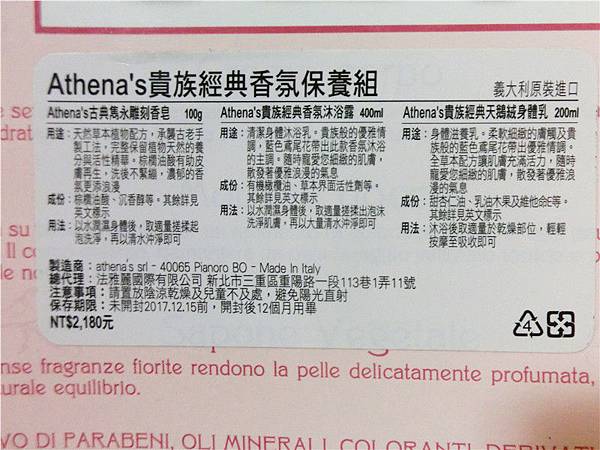 Athena's貴族經典香氛保養組
義大利原裝進口
Athena's古典雋永雕刻香皂 100g
用途：天然草本植物配方，承襲古老手
製工法，完整保留植物天然的養
分與活性精華。棕櫚油酸有助皮
膚再生，洗後不緊繃，濃郁的香
氛更添浪漫
成份：棕櫚油酸、沉香醇等。其餘詳見
英文標示
用法：以水潤濕身體後，取適量搓揉起
泡洗淨，再以清水沖淨即可
Athena's貴族經典香氛沐浴露 400ml
用途：清潔身體沐浴乳。貴族般的優雅情
調，藍色鳶尾花帶出此款香氛沐浴
的主調。隨時寵愛您細緻的肌膚，
散發著優雅浪漫的氣息
成份：有機橄欖油、草本界面活性劑等。
其餘詳見英文標示
用法：以水潤濕身體後，取適量搓揉出泡沫
洗淨肌膚，再以大量清水沖淨即可
Athena's貴族經典天鵝絨身體乳 200ml
用途：身體滋養乳。柔軟細緻的膚觸及貴
族般的藍色鳶尾花帶出優雅情調。
全草本配方讓肌膚充滿活力，隨時
寵愛您細緻的肌膚，散發優雅浪
漫的氣息
成份：甜杏仁油、乳油木果及維他命E等。
其餘詳見英文標示
用法：沐浴後取適量於乾燥部位，輕輕
按摩至吸收即可
製造商：athena's srl - 40065 Pianoro BO - Made In Italy
總代理：法雅麗國際有限公司 新北市三重區重陽路一段113巷1弄11號
注意事項：請置放陰涼乾燥及兒童不及處，避免陽光直射
保存期限：未開封2017.12.15前，開封後12個月用畢
NT$2,180元
4
nse fragranze fiorite rendono la pelle delicatamente profumata,
urale equilibrio.
VO DI PARABENI, OLI MINERALI, COLORANTI, DERIVATI